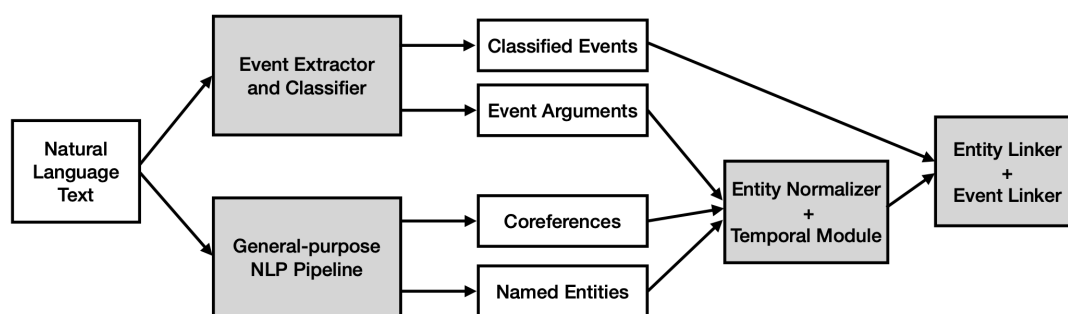 Natural
Language
Text
Event Extractor
and Classifier
General-purpose
NLP Pipeline
Classified Events
Event Arguments
Coreferences
Named Entities
Entity Normalizer
+
Temporal Module
Entity Linker
+
Event Linker